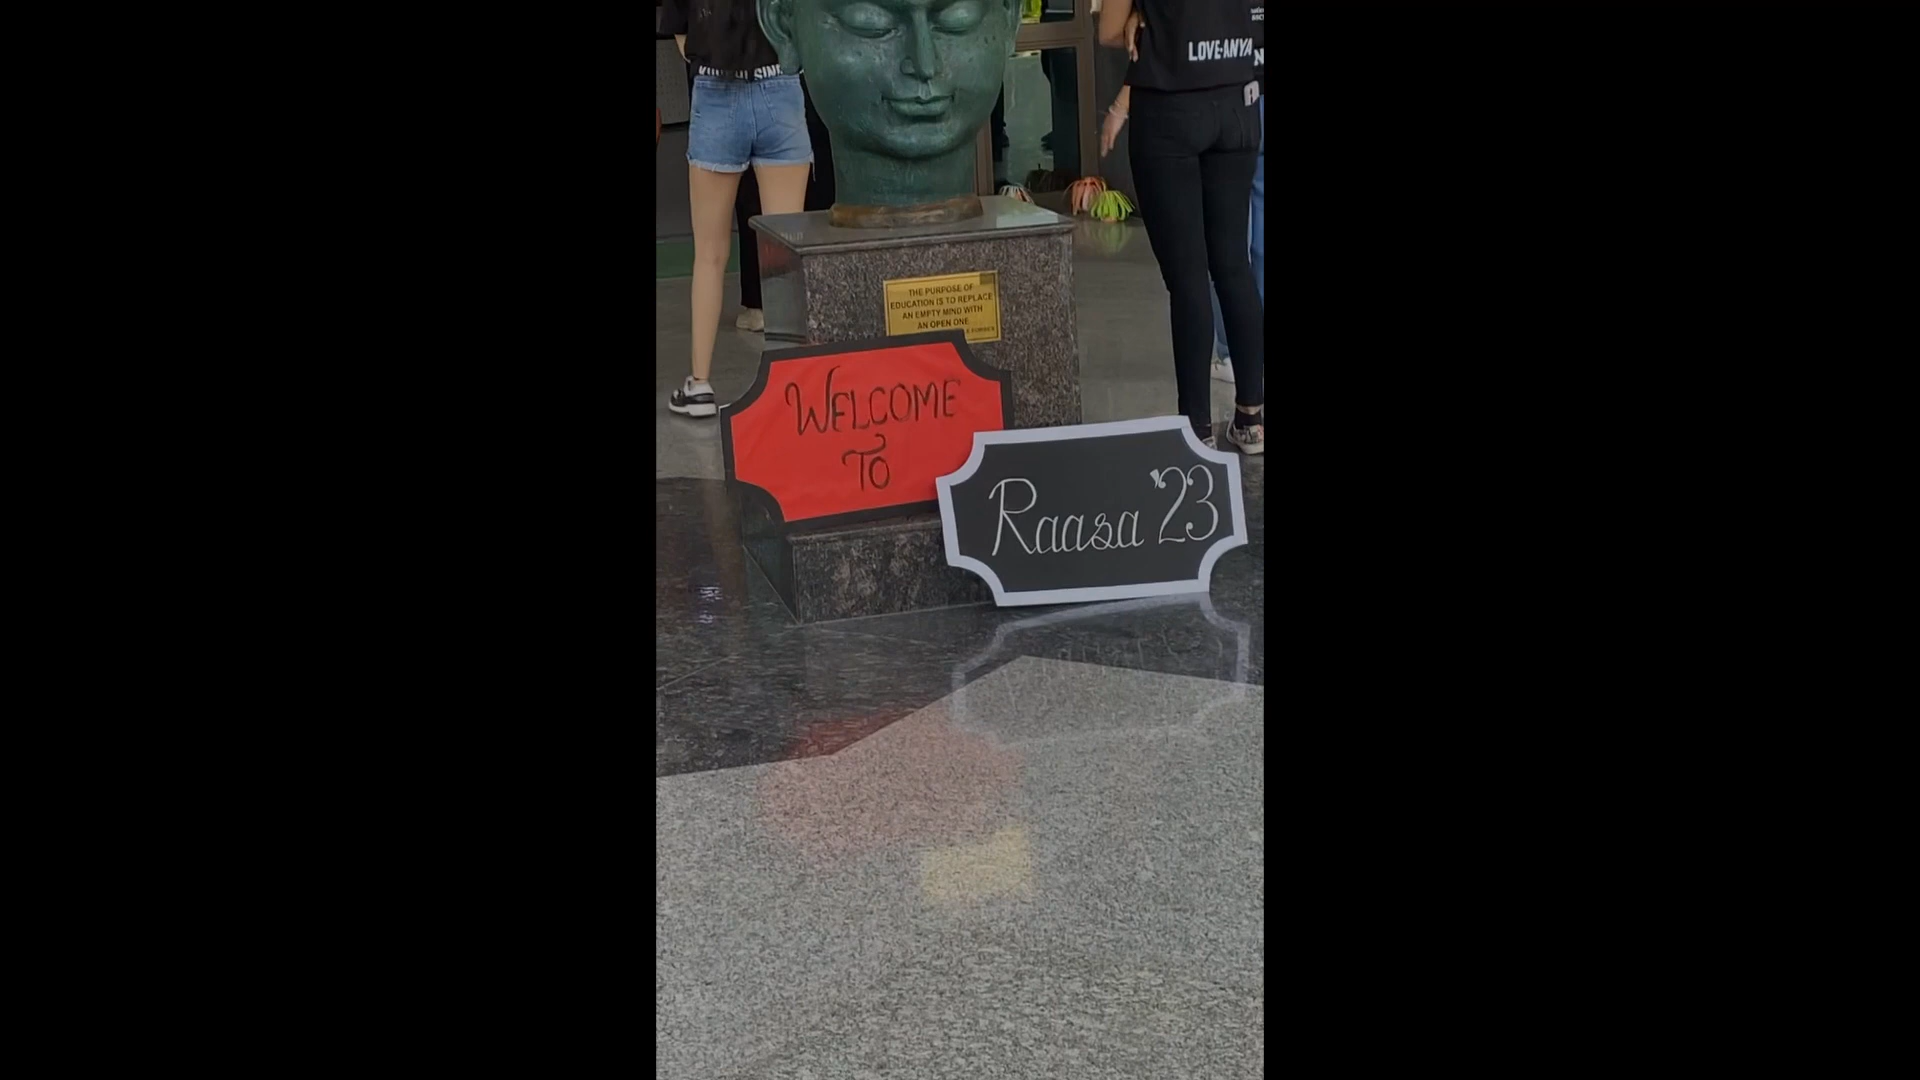 LOVE-ANYA
THE PURPOSE OF
EDUCATION IS TO REPLACE
AN EMPTY MIND WITH
AN OPEN ONE
WELCOME
TO
Raasa '23